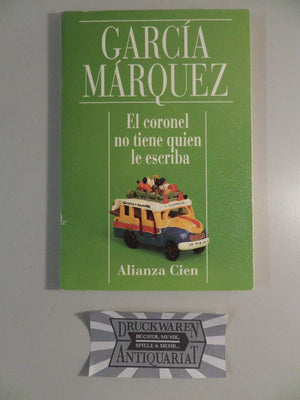 GARCÍA
MÁRQUEZ
El coronel
no tiene quien
le escriba
Alianza Cien
DRUCKWAREN
BÜCHER, MUSIK,
SPIELE & MEHR...
ANTIQUARIAT